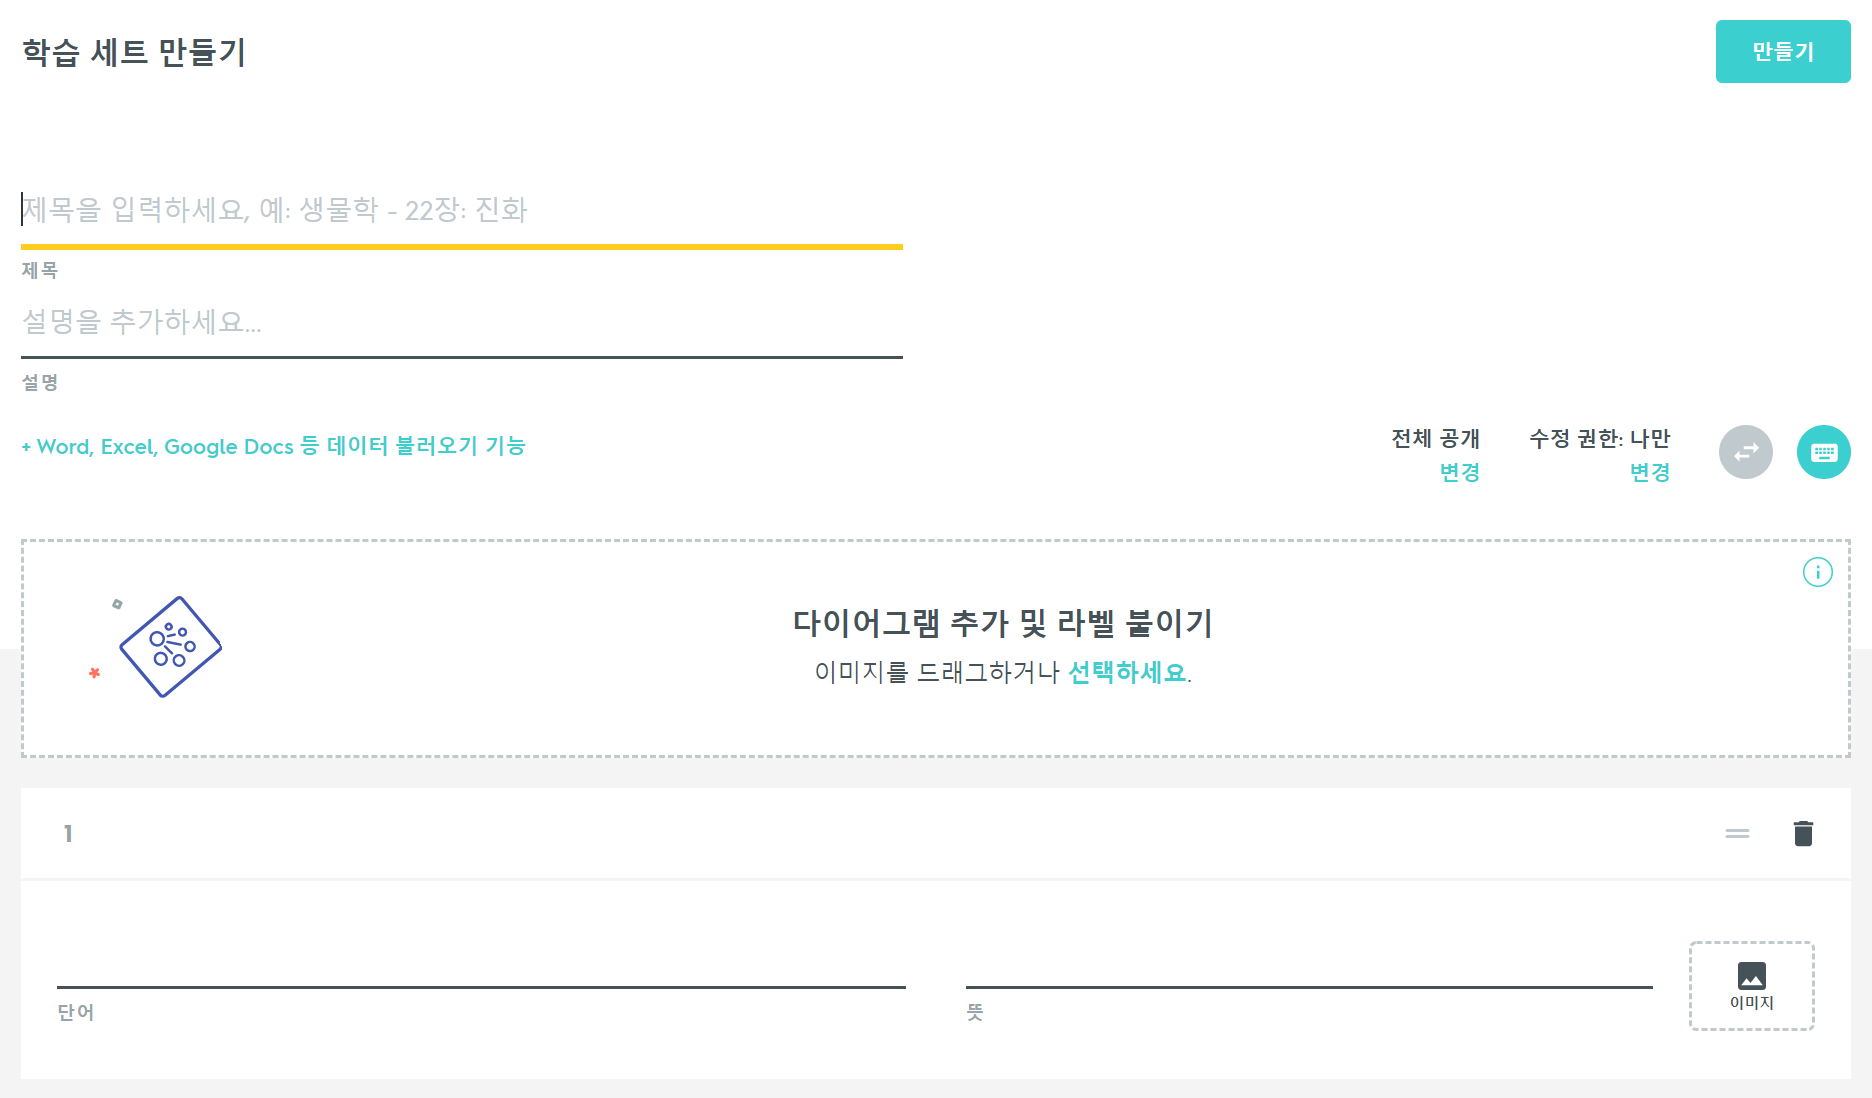 학습 세트 만들기
만들기
제목을 입력하세요, 예: 생물학 - 22장: 진화
제목
설명을 추가하세요...
설명
+ Word, Excel, Google Docs 등 데이터 불러오기 기능
전체 공개
변경
수정 권한: 나만
변경
다이어그램 추가 및 라벨 붙이기
이미지를 드래그하거나 선택하세요.
1
단어
뜻
이미지